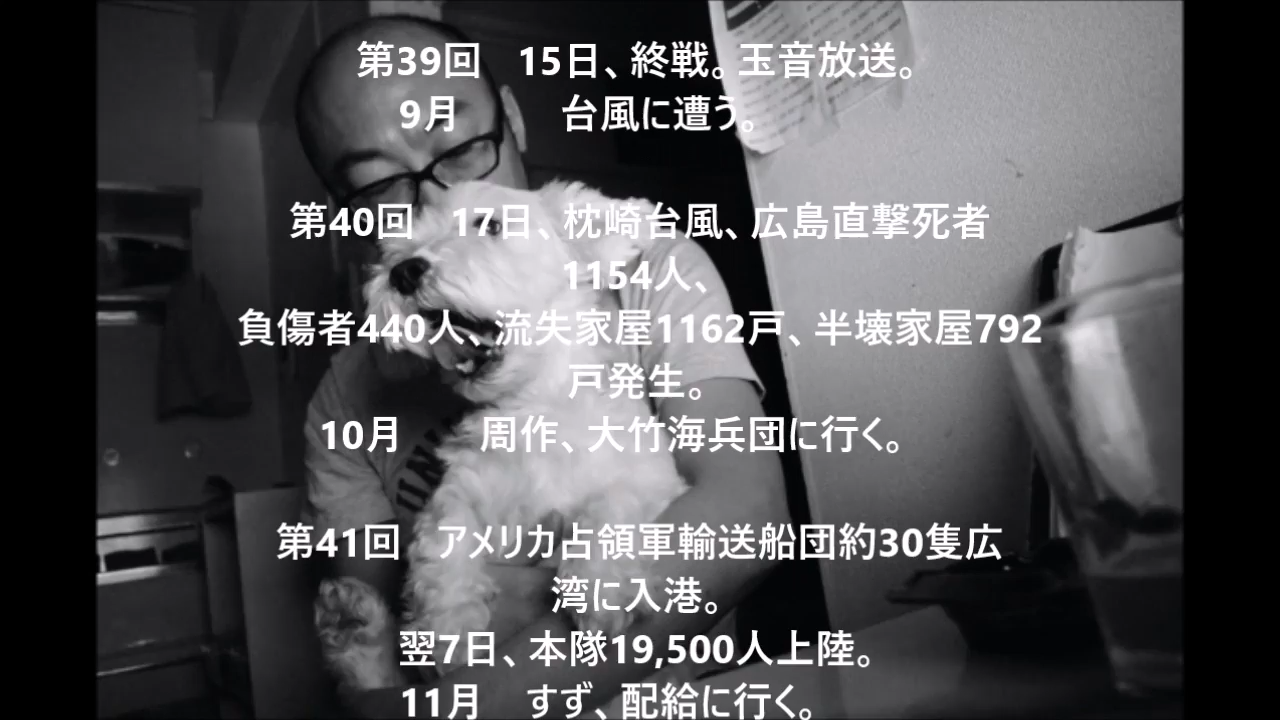 第39回　15日、終戦。玉音放送。
9月　　　台風に遭う。
第40回　17日、枕崎台風、広島直撃死者
1154人、
負傷者440人、流失家屋1162戸、半壊家屋792
戸発生。
10月　　周作、大竹海兵団に行く。
第41回　アメリカ占領軍輸送船団約30隻広
湾に入港。
翌7日、本隊19,500人上陸。
11月　すず、配給に行く。